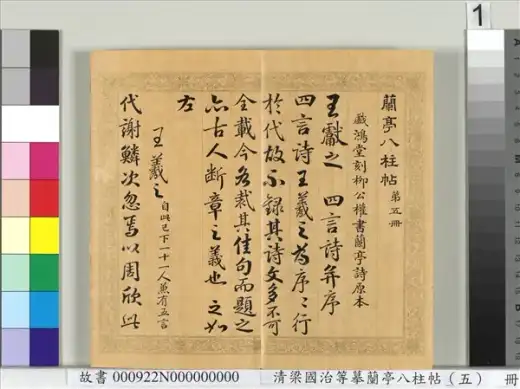 1
蘭亭八柱帖 第五冊
戲鴻堂刻柳公權書蘭亭詩原本
王獻之 四言詩并序
四言詩王羲之為序序行
於代故不録其詩文多不可
全載今各裁其佳句而題之
亦古人斷章之義也 之如
左
王羲之 自此已下一十一人兼有五言
代謝鱗次忽焉以周欣此
故書 000922N000000000
清梁國治等摹蘭亭八柱帖（五） 冊